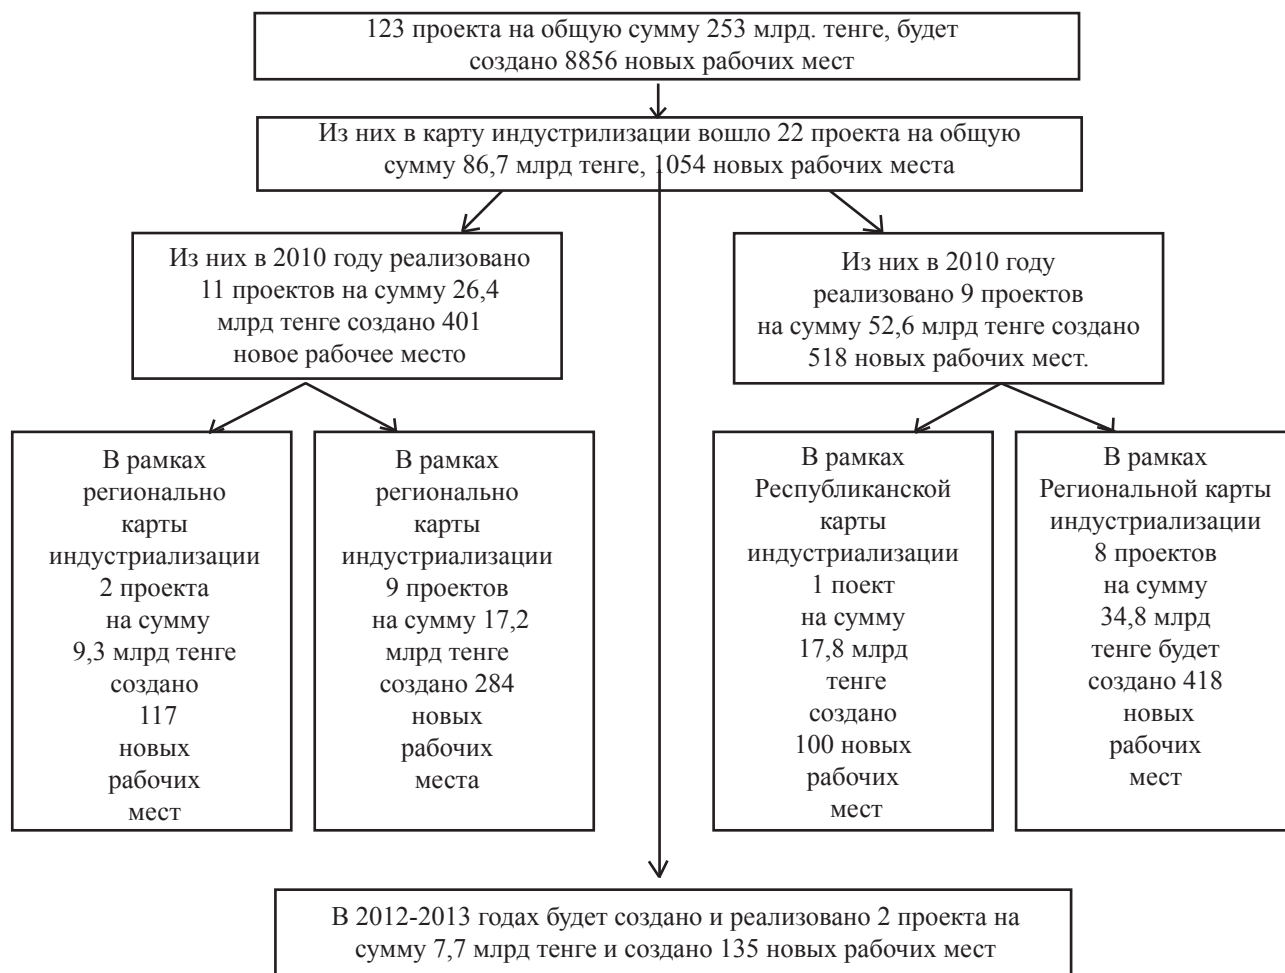 123 проекта на общую сумму 253 млрд. тенге, будет
создано 8856 новых рабочих мест
Из них в карту индустрилизации вошло 22 проекта на общую
сумму 86,7 млрд тенге, 1054 новых рабочих места
Из них в 2010 году реализовано
11 проектов на сумму 26,4
млрд тенге создано 401
новое рабочее место
Из них в 2010 году
реализовано 9 проектов
на сумму 52,6 млрд тенге создано
518 новых рабочих мест.
В рамках
регионально
карты
индустриализации
2 проекта
на сумму
9,3 млрд тенге
создано
117
новых
рабочих
мест
В рамках
регионально
карты
индустриализации
9 проектов
на сумму 17,2
млрд тенге
создано 284
новых
рабочих
места
В рамках
Республиканской
карты
индустриализации
1 поект
на сумму
17,8 млрд
тенге
создано
100 новых
рабочих
мест
В рамках
Региональной карты
индустриализации
8 проектов
на сумму
34,8 млрд
тенге будет
создано 418
новых
рабочих
мест
В 2012-2013 годах будет создано и реализовано 2 проекта на
сумму 7,7 млрд тенге и создано 135 новых рабочих мест